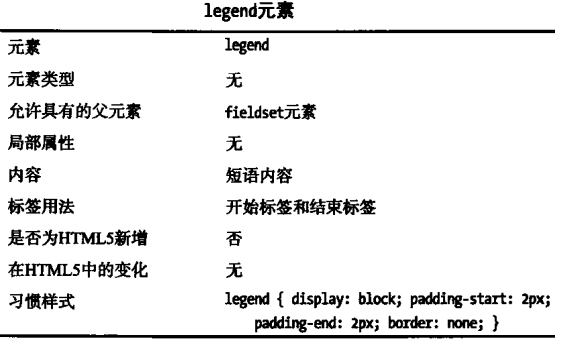 legend元素
元素 legend
元素类型 无
允许具有的父元素 fieldset元素
局部属性 无
内容 短语内容
标签用法 开始标签和结束标签
是否为HTML5新增 否
在HTML5中的变化 无
习惯样式 legend { display: block; padding-start: 2px;
padding-end: 2px; border: none; }